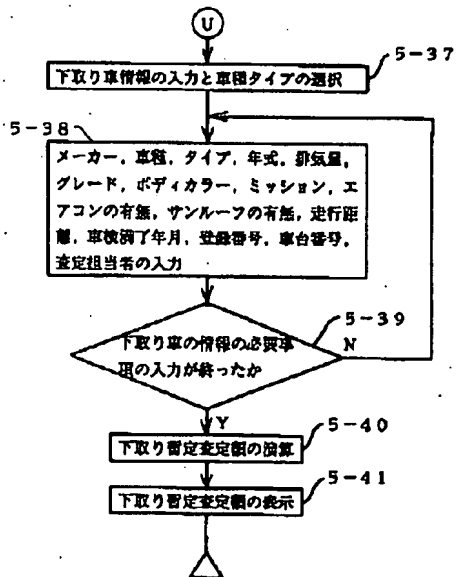 U
5-37
下取り車情報の入力と車種タイプの選択
5-38
メーカー,車種,タイプ,年式,排気量,
グレード,ボディカラー,ミッション,エ
アコンの有無,サンルーフの有無,走行距
離,車検満了年月,登録番号,車台番号,
査定担当者の入力
5-39
下取り車の情報の必要事
項の入力が終ったか
N
Y
5-40
下取り暫定査定額の演算
5-41
下取り暫定査定額の表示